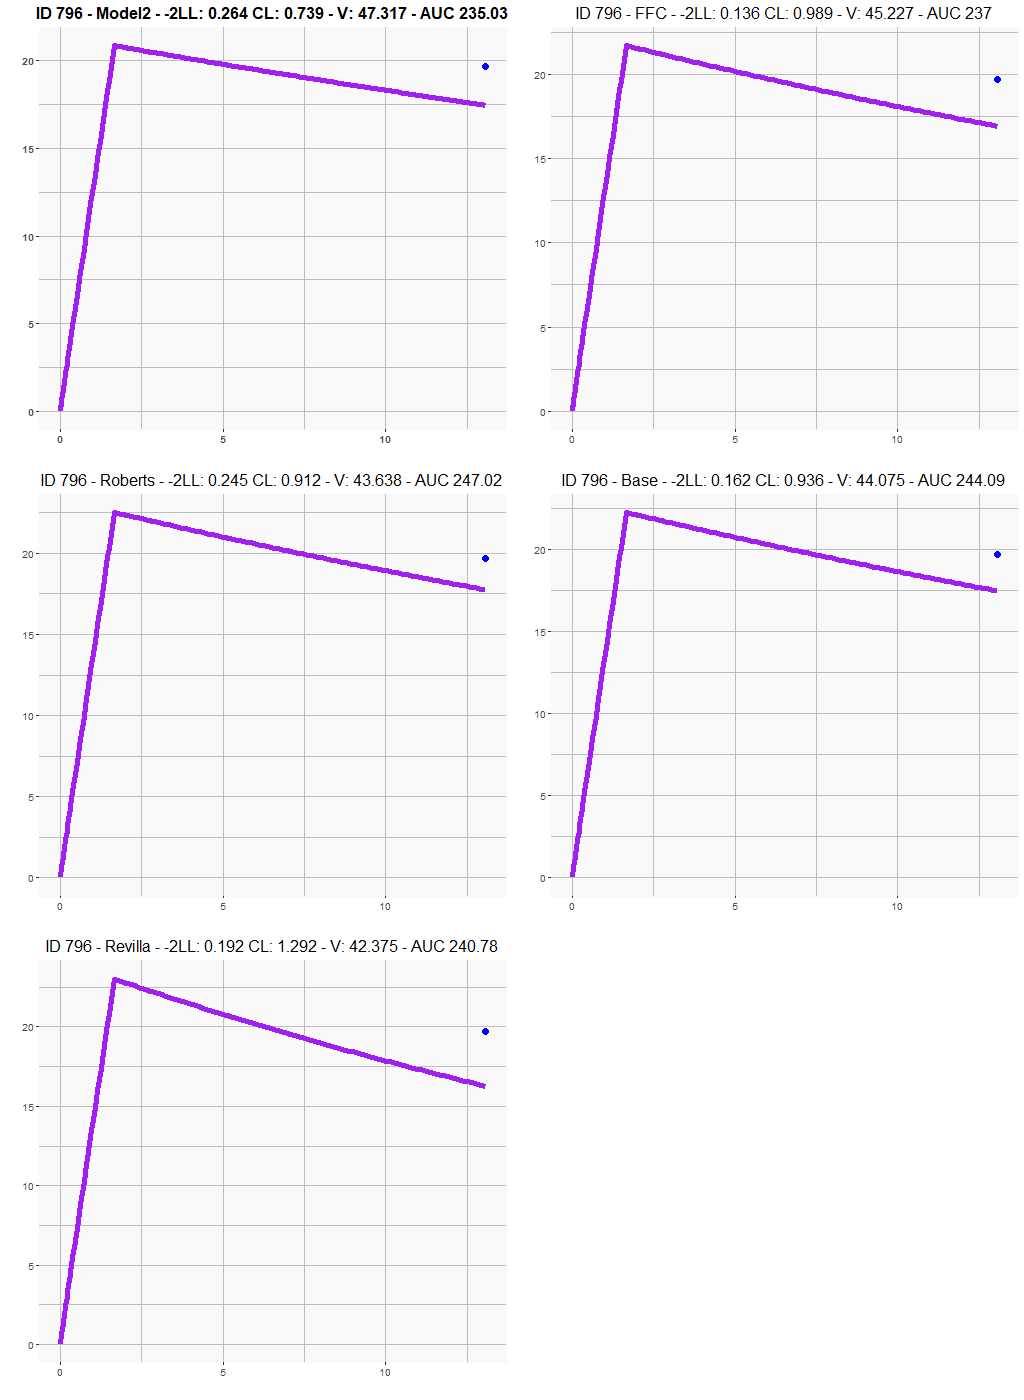 ID 796 - Model2 - -2LL: 0.264 CL: 0.739 - V: 47.317 - AUC 235.03
20
15
10
5
0
0 5 10
ID 796 - FFC - -2LL: 0.136 CL: 0.989 - V: 45.227 - AUC 237
20
15
10
5
0
0 5 10
ID 796 - Roberts - -2LL: 0.245 CL: 0.912 - V: 43.638 - AUC 247.02
20
15
10
5
0
0 5 10
ID 796 - Base - -2LL: 0.162 CL: 0.936 - V: 44.075 - AUC 244.09
20
15
10
5
0
0 5 10
ID 796 - Revilla - -2LL: 0.192 CL: 1.292 - V: 42.375 - AUC 240.78
20
15
10
5
0
0 5 10